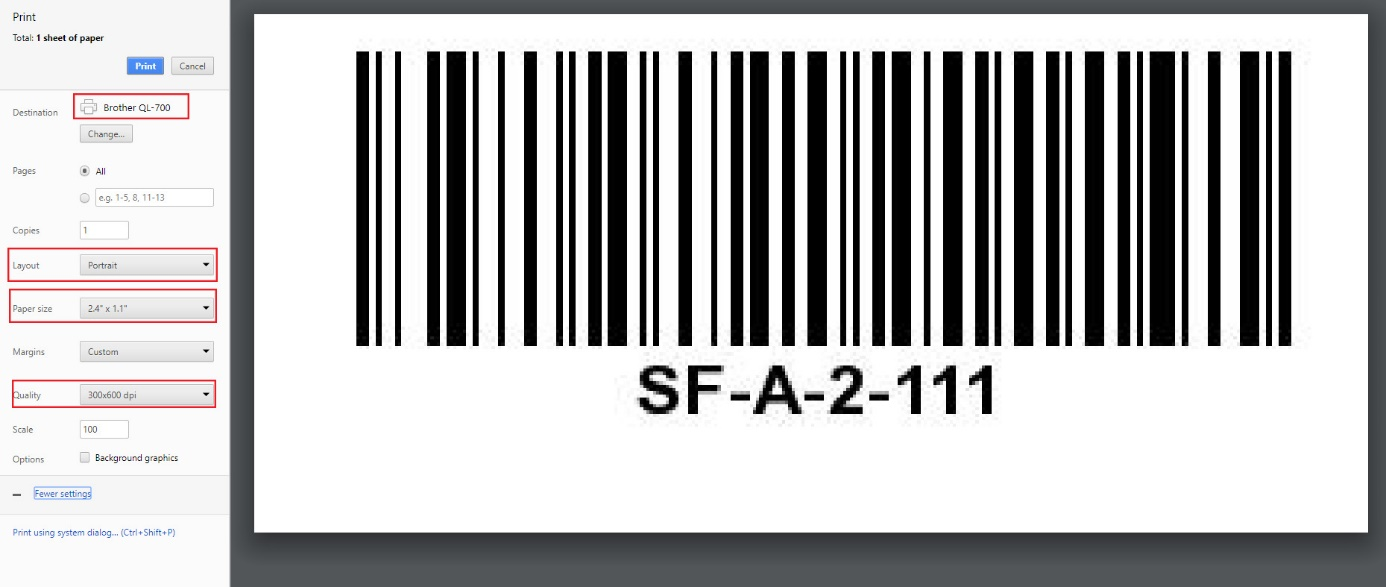 Print
Total: 1 sheet of paper
Print Cancel
Destination Brother QL-700
Change...
Pages All
e.g. 1-5, 8, 11-13
Copies 1
Layout Portrait
Paper size 2.4" x 1.1"
Margins Custom
Quality 300x600 dpi
Scale 100
Options Background graphics
Fewer settings
Print using system dialog... (Ctrl+Shift+P)
SF-A-2-111